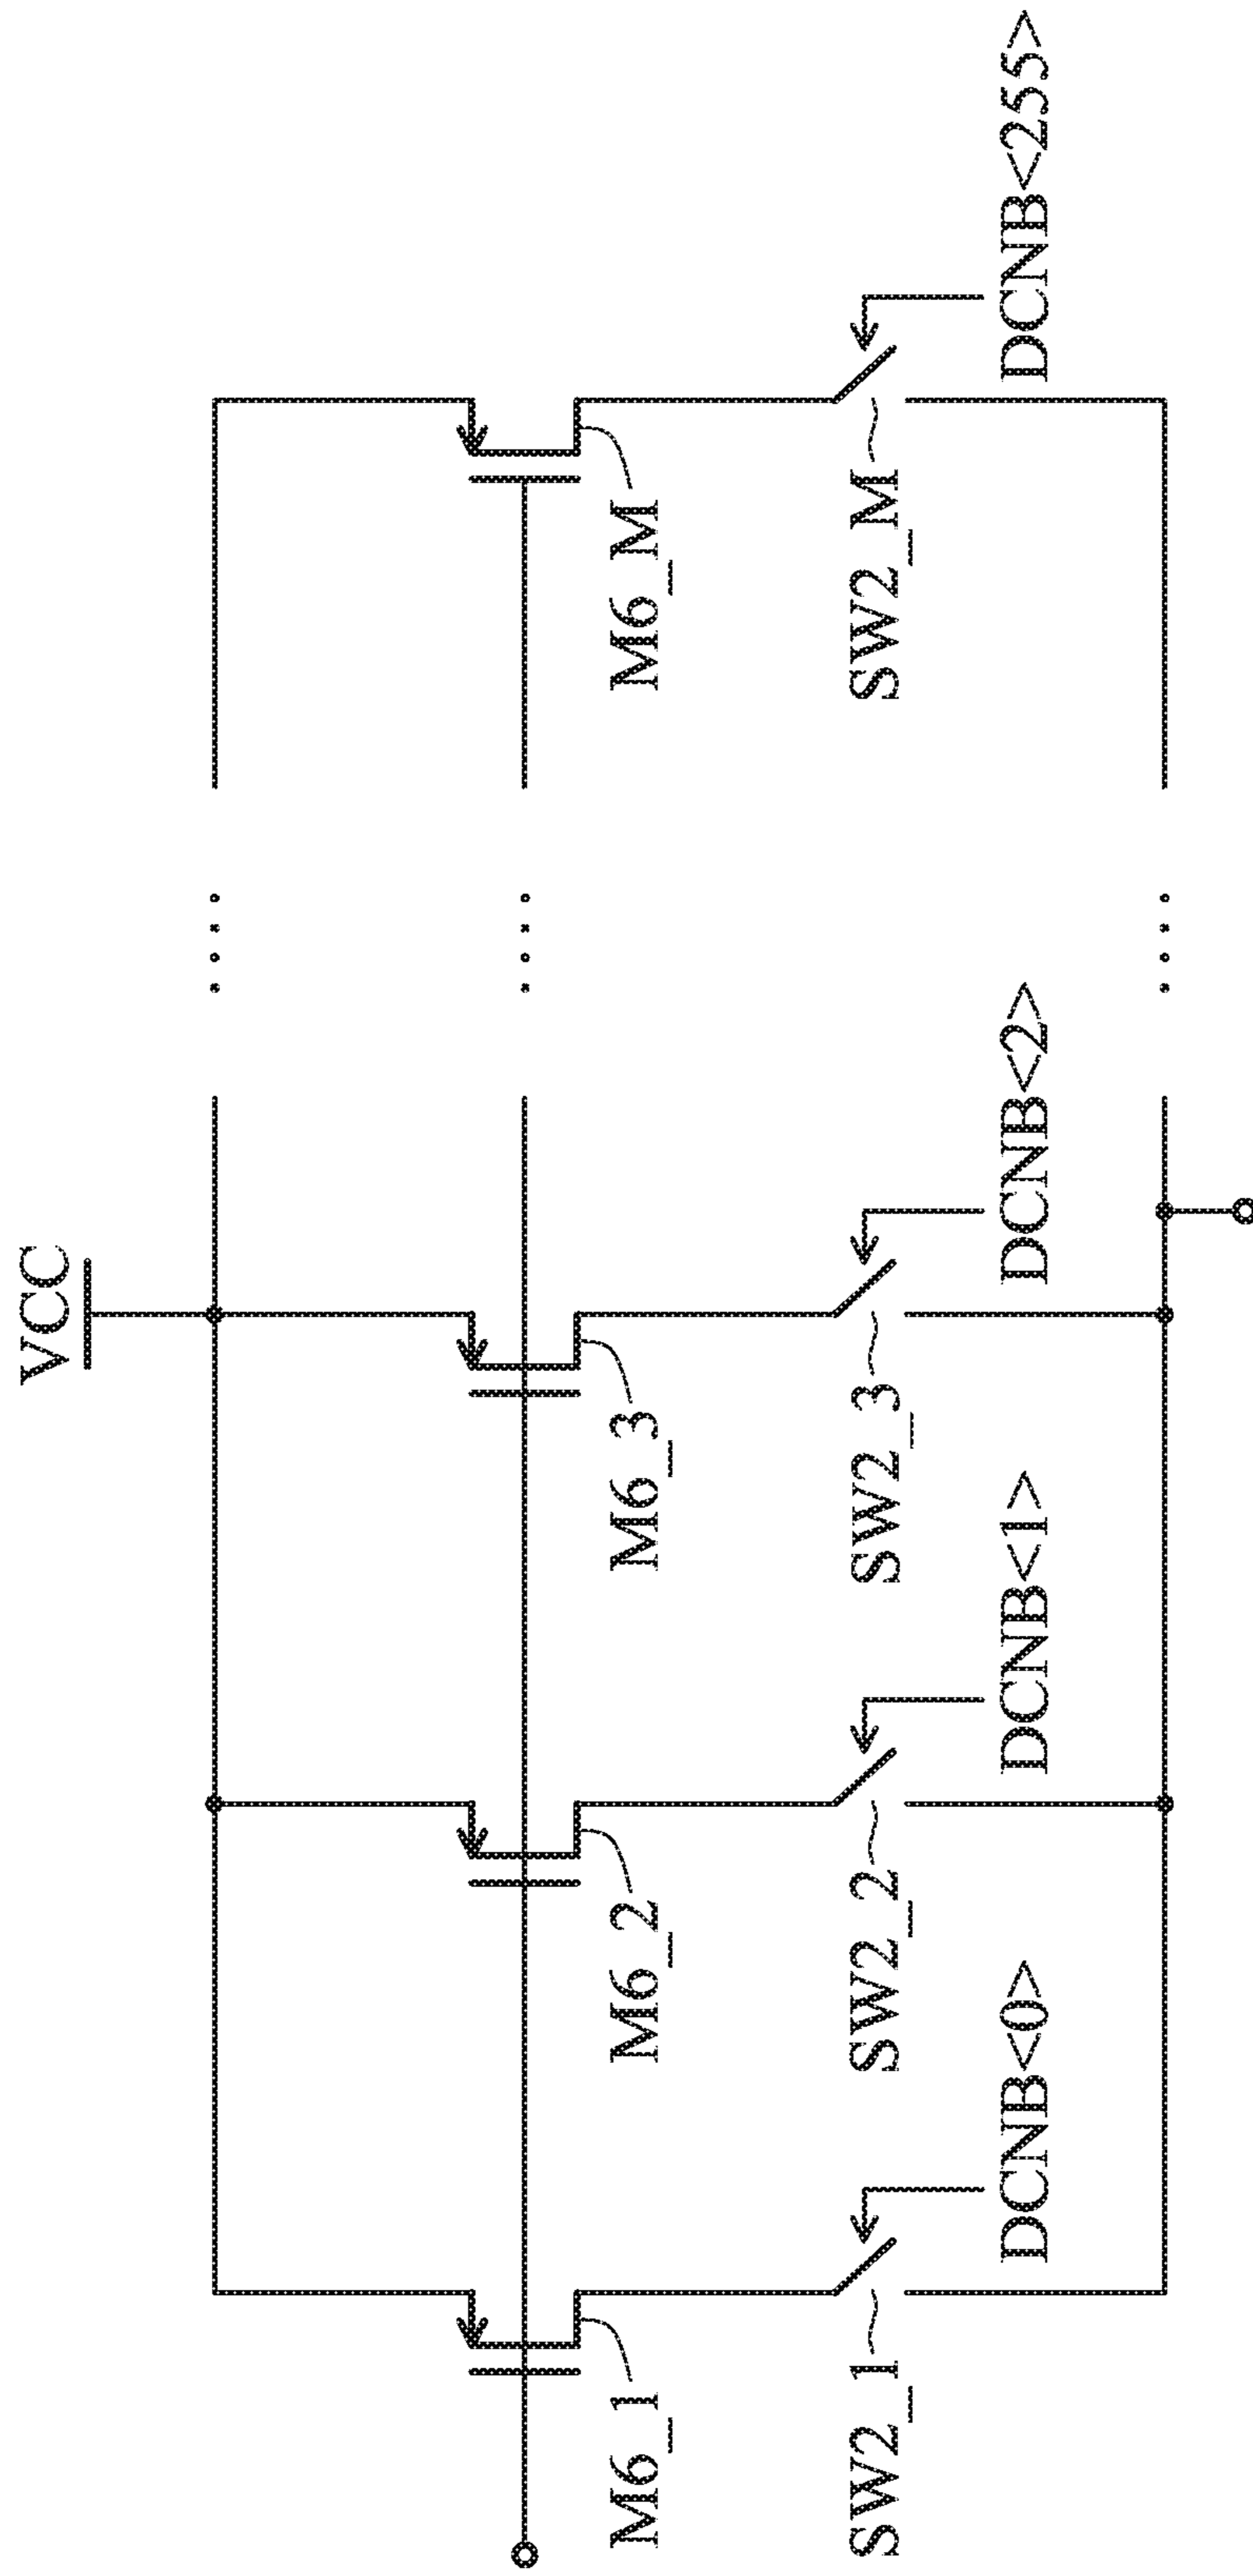 VCC
M6_1
M6_2
M6_3
M6_M
SW2_1
SW2_2
SW2_3
SW2_M
DCNB<0>
DCNB<1>
DCNB<2>
DCNB<255>